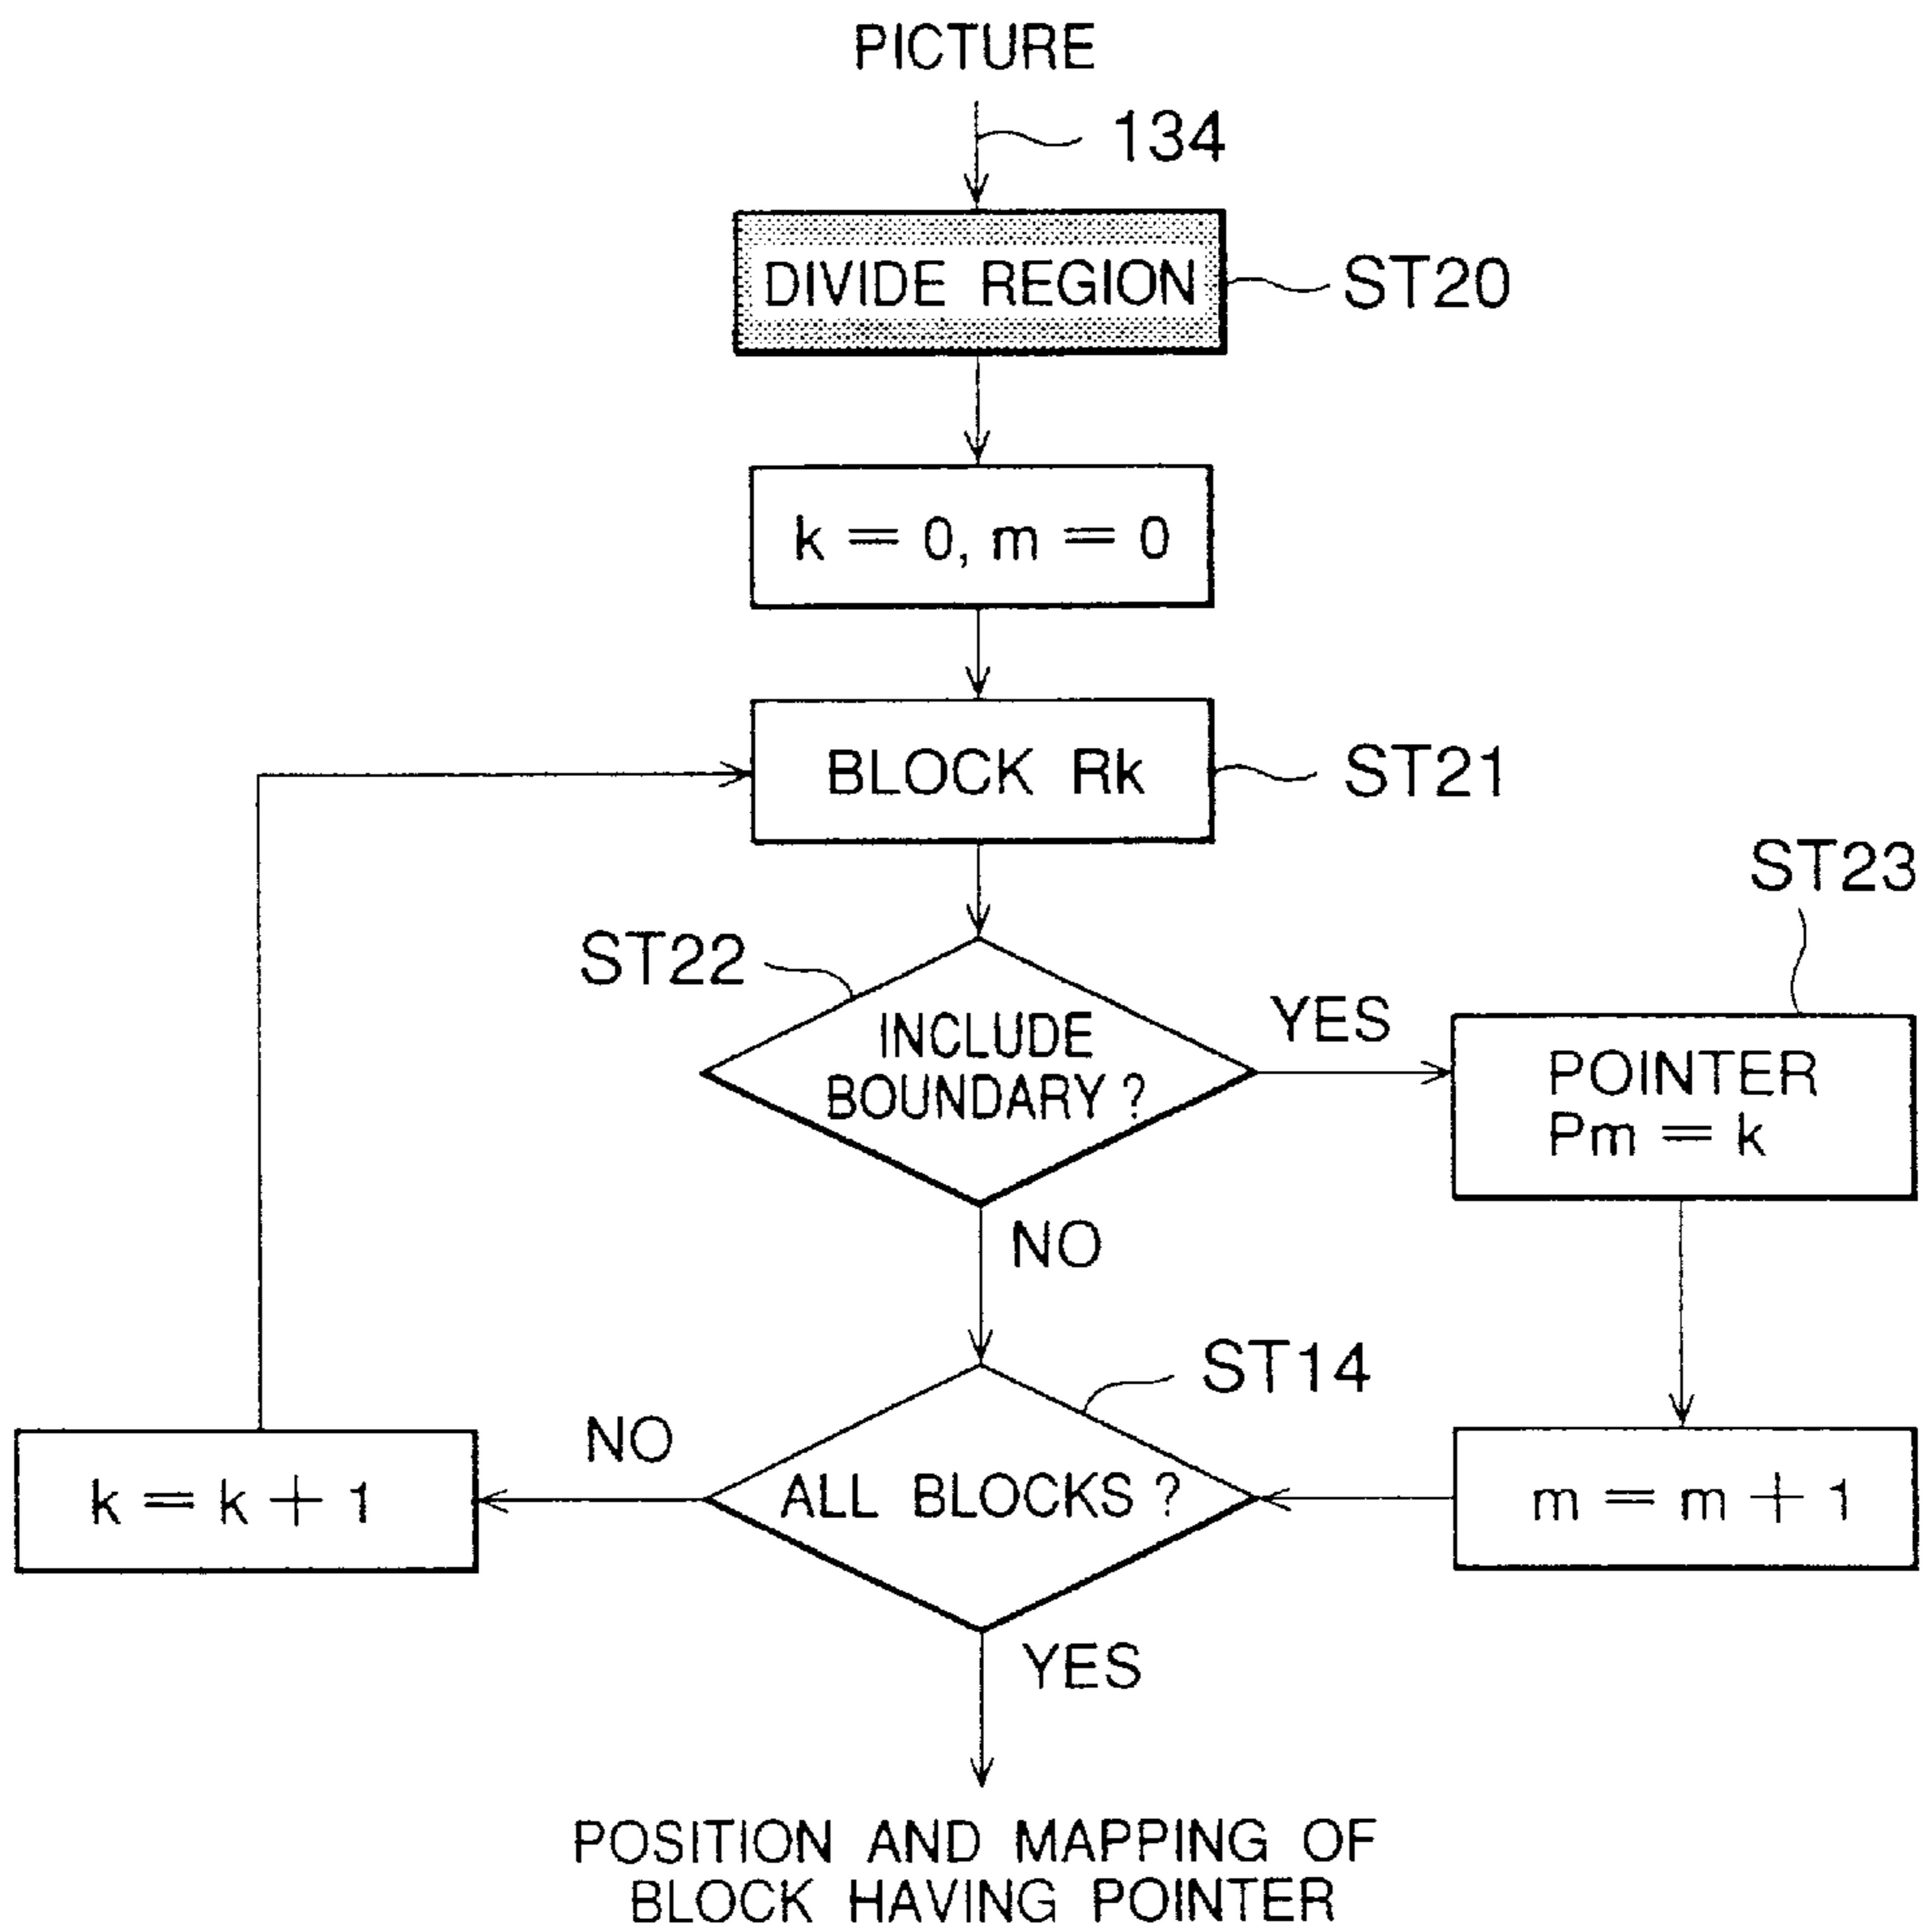 PICTURE
134
DIVIDE REGION
ST20
k = 0, m = 0
BLOCK Rk
ST21
ST23
ST22
INCLUDE
BOUNDARY ?
YES
POINTER
Pm = k
NO
ST14
NO
k = k + 1
ALL BLOCKS ?
m = m + 1
YES
POSITION AND MAPPING OF
BLOCK HAVING POINTER